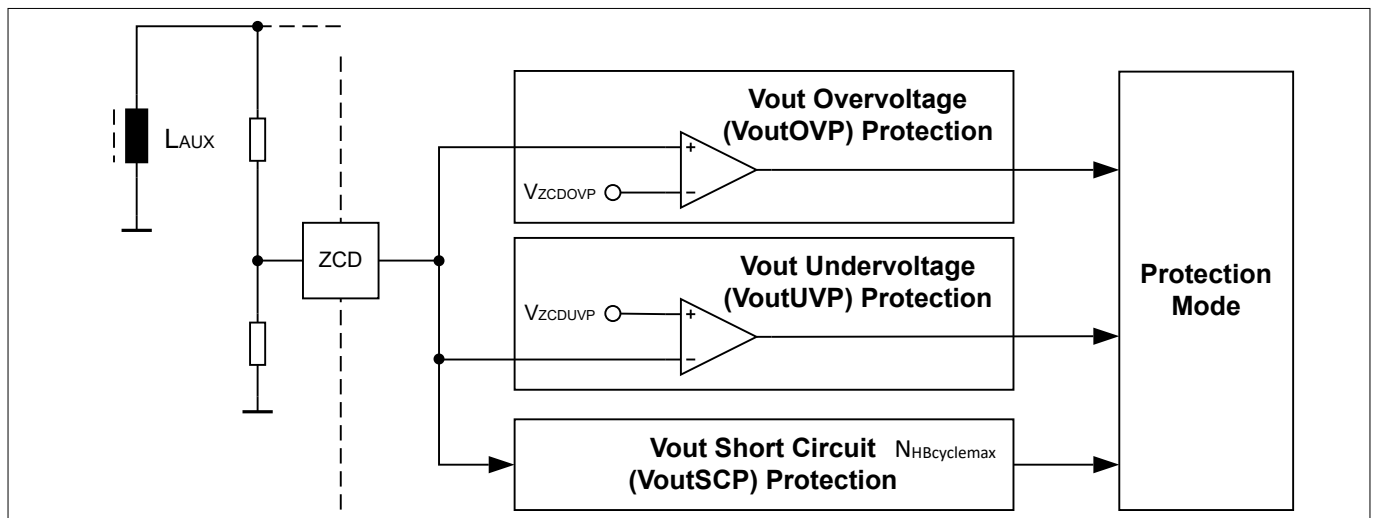 LAUX
ZCD
Vout Overvoltage
(VoutOVP) Protection
+
VZCDOVP
−
Vout Undervoltage
(VoutUVP) Protection
VZCDUVP
+
−
Vout Short Circuit NHBcyclemax
(VoutSCP) Protection
Protection
Mode